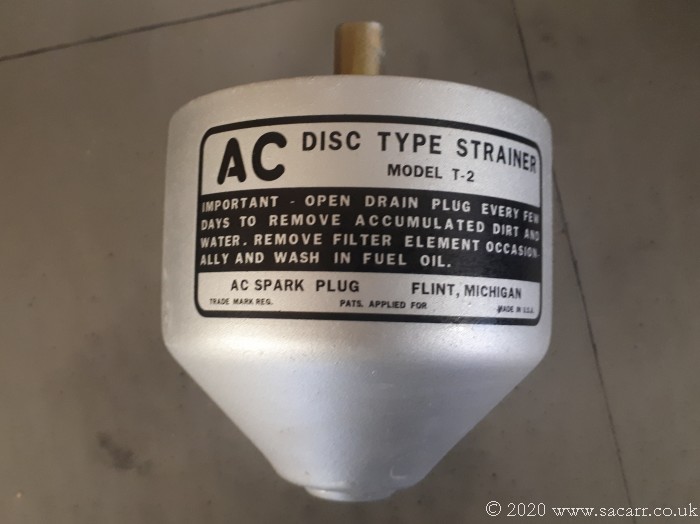 AC DISC TYPE STRAINER
MODEL T-2
IMPORTANT - OPEN DRAIN PLUG EVERY FEW
DAYS TO REMOVE ACCUMULATED DIRT AND
WATER. REMOVE FILTER ELEMENT OCCASION-
ALLY AND WASH IN FUEL OIL.
AC SPARK PLUG FLINT, MICHIGAN
TRADE MARK REG. PATS. APPLIED FOR MADE IN U.S.A.
© 2020 www.sacarr.co.uk